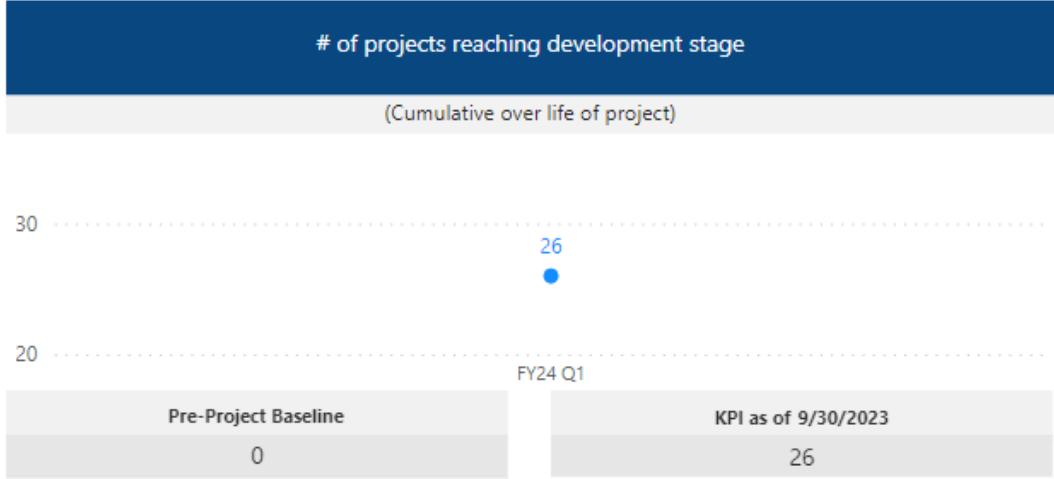 # of projects reaching development stage
(Cumulative over life of project)
30
26
20
FY24 Q1
Pre-Project Baseline
KPI as of 9/30/2023
0
26